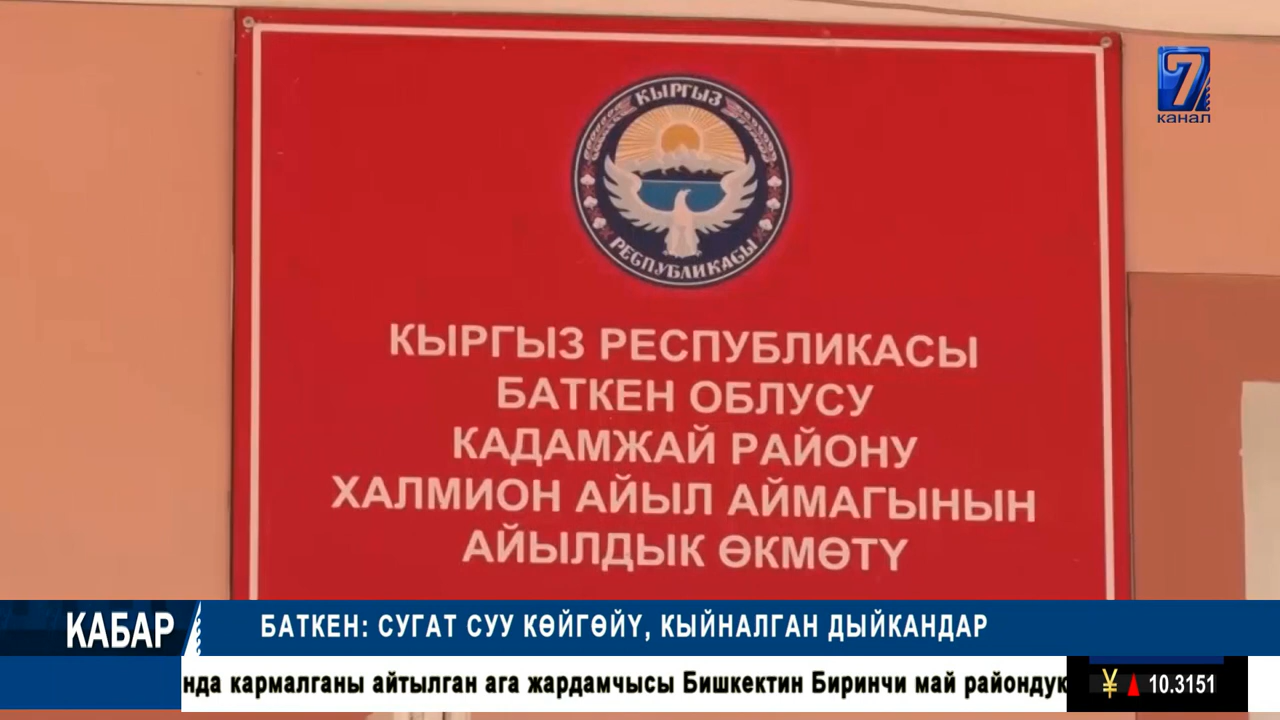 КЫРГЫЗ
РЕСПУБЛИКАСЫ
7
канал
КЫРГЫЗ РЕСПУБЛИКАСЫ
БАТКЕН ОБЛУСУ
КАДАМЖАЙ РАЙОНУ
ХАЛМИОН АЙЫЛ АЙМАГЫНЫН
АЙЫЛДЫК ӨКМӨТҮ
КАБАР
БАТКЕН: СУГАТ СУУ КӨЙГӨЙҮ, КЫЙНАЛГАН ДЫЙКАНДАР
нда кармалганы айтылган ага жардамчысы Бишкектин Биринчи май райондук
¥ ▲ 10.3151